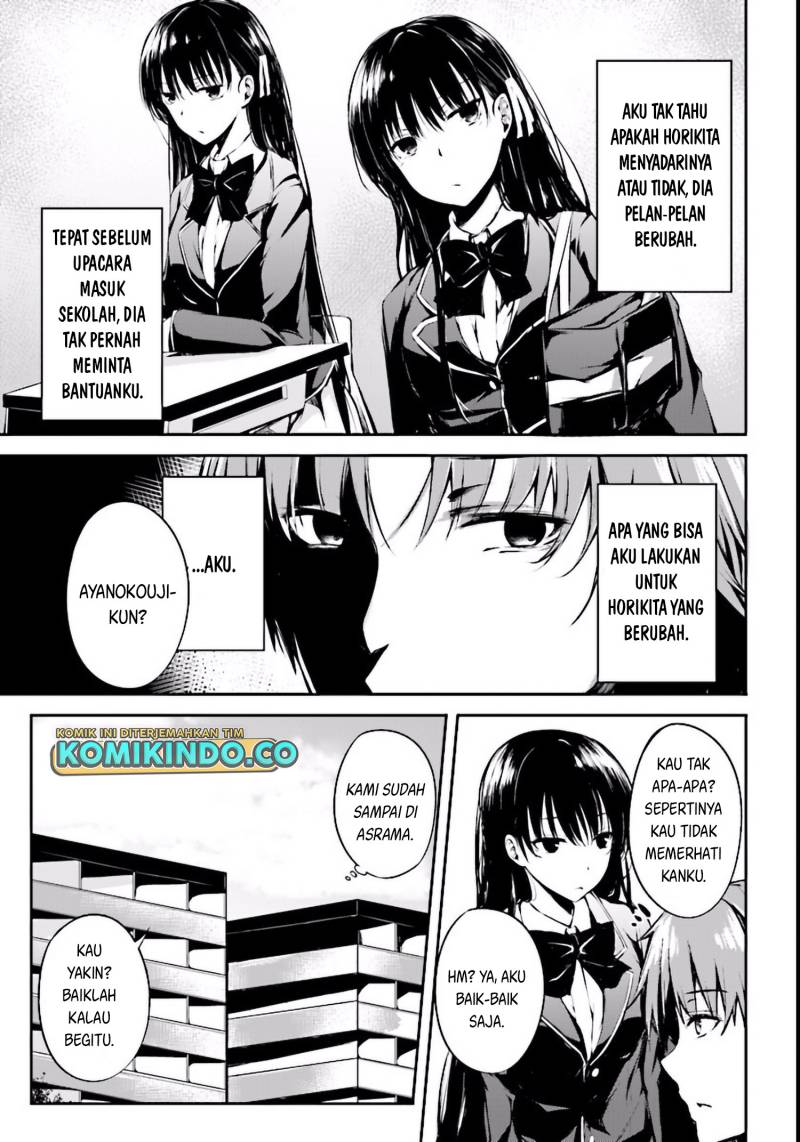 AKU TAK TAHU
APAKAH HORIKITA
MENYADARINYA
ATAU TIDAK, DIA
PELAN-PELAN
BERUBAH.
TEPAT SEBELUM
UPACARA
MASUK
SEKOLAH, DIA
TAK PERNAH
MEMINTA
BANTUANKU.
APA YANG BISA
AKU LAKUKAN
UNTUK
HORIKITA YANG
BERUBAH.
...AKU.
AYANOKOUJI-
KUN?
KAU TAK
APA-APA?
SEPERTINYA
KAU TIDAK
MEMERHATI
KANKU.
HM? YA, AKU
BAIK-BAIK
SAJA.
KOMIK INI DITERJEMAHKAN TIM
KOMIKINDO.CO
KAMI SUDAH
SAMPAI DI
ASRAMA.
KAU
YAKIN?
BAIKLAH
KALAU
BEGITU.